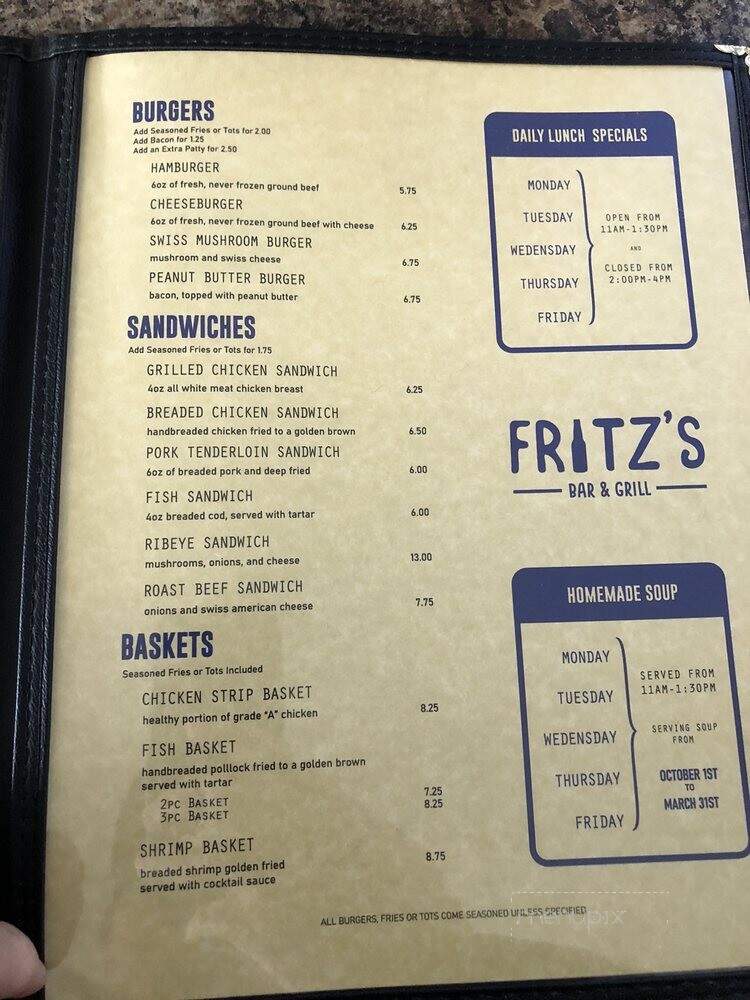 BURGERS
Add Seasoned Fries or Tots for 2.00
Add Bacon for 1.25
Add an Extra Patty for 2.50
HAMBURGER
6oz of fresh, never frozen ground beef 5.75
CHEESEBURGER
6oz of fresh, never frozen ground beef with cheese 6.25
SWISS MUSHROOM BURGER
mushroom and swiss cheese 6.75
PEANUT BUTTER BURGER
bacon, topped with peanut butter 6.75
SANDWICHES
Add Seasoned Fries or Tots for 1.75
GRILLED CHICKEN SANDWICH
4oz all white meat chicken breast 6.25
BREADED CHICKEN SANDWICH
handbreaded chicken fried to a golden brown 6.50
PORK TENDERLOIN SANDWICH
6oz of breaded pork and deep fried 6.00
FISH SANDWICH
4oz breaded cod, served with tartar 6.00
RIBEYE SANDWICH
mushrooms, onions, and cheese 13.00
ROAST BEEF SANDWICH
onions and swiss american cheese 7.75
BASKETS
Seasoned Fries or Tots Included
CHICKEN STRIP BASKET
healthy portion of grade "A" chicken 8.25
FISH BASKET
handbreaded polllock fried to a golden brown
served with tartar
2PC BASKET 7.25
3PC BASKET 8.25
SHRIMP BASKET
breaded shrimp golden fried 8.75
served with cocktail sauce
ALL BURGERS, FRIES OR TOTS COME SEASONED UNLESS SPECIFIED
DAILY LUNCH SPECIALS
MONDAY
TUESDAY
WEDENSDAY
THURSDAY
FRIDAY
OPEN FROM
11AM-1:30PM
AND
CLOSED FROM
2:00PM-4PM
FRITZ'S
BAR & GRILL
HOMEMADE SOUP
MONDAY
TUESDAY
WEDENSDAY
THURSDAY
FRIDAY
SERVED FROM
11AM-1:30PM
SERVING SOUP
FROM
OCTOBER 1ST
TO
MARCH 31ST
menupix